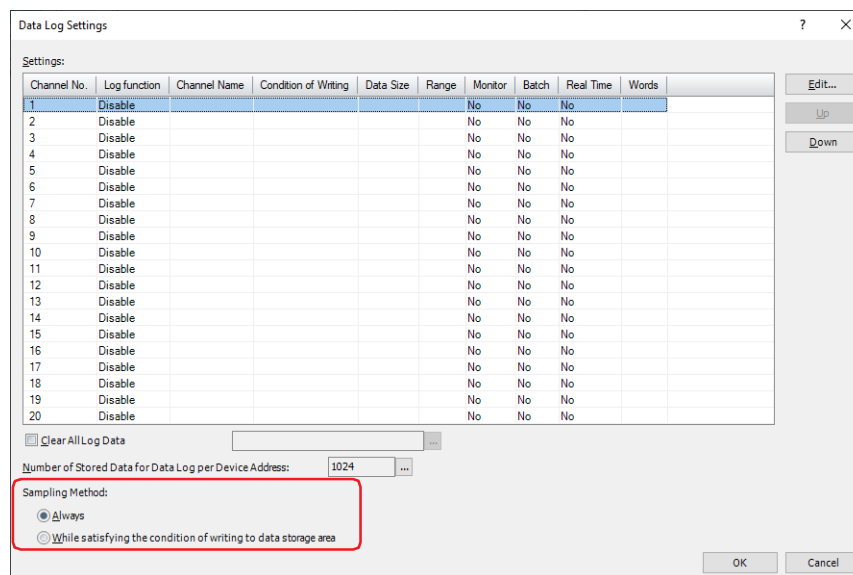 Data Log Settings ? ×
Settings:
Channel No. Log function Channel Name Condition of Writing Data Size Range Monitor Batch Real Time Words Edit...
1 Disable No No No
Up
2 Disable No No No
3 Disable No No No
Down
4 Disable No No No
5 Disable No No No
6 Disable No No No
7 Disable No No No
8 Disable No No No
9 Disable No No No
10 Disable No No No
11 Disable No No No
12 Disable No No No
13 Disable No No No
14 Disable No No No
15 Disable No No No
16 Disable No No No
17 Disable No No No
18 Disable No No No
19 Disable No No No
20 Disable No No No
Clear All Log Data ...
Number of Stored Data for Data Log per Device Address: 1024 ...
Sampling Method:
Always
While satisfying the condition of writing to data storage area
OK Cancel